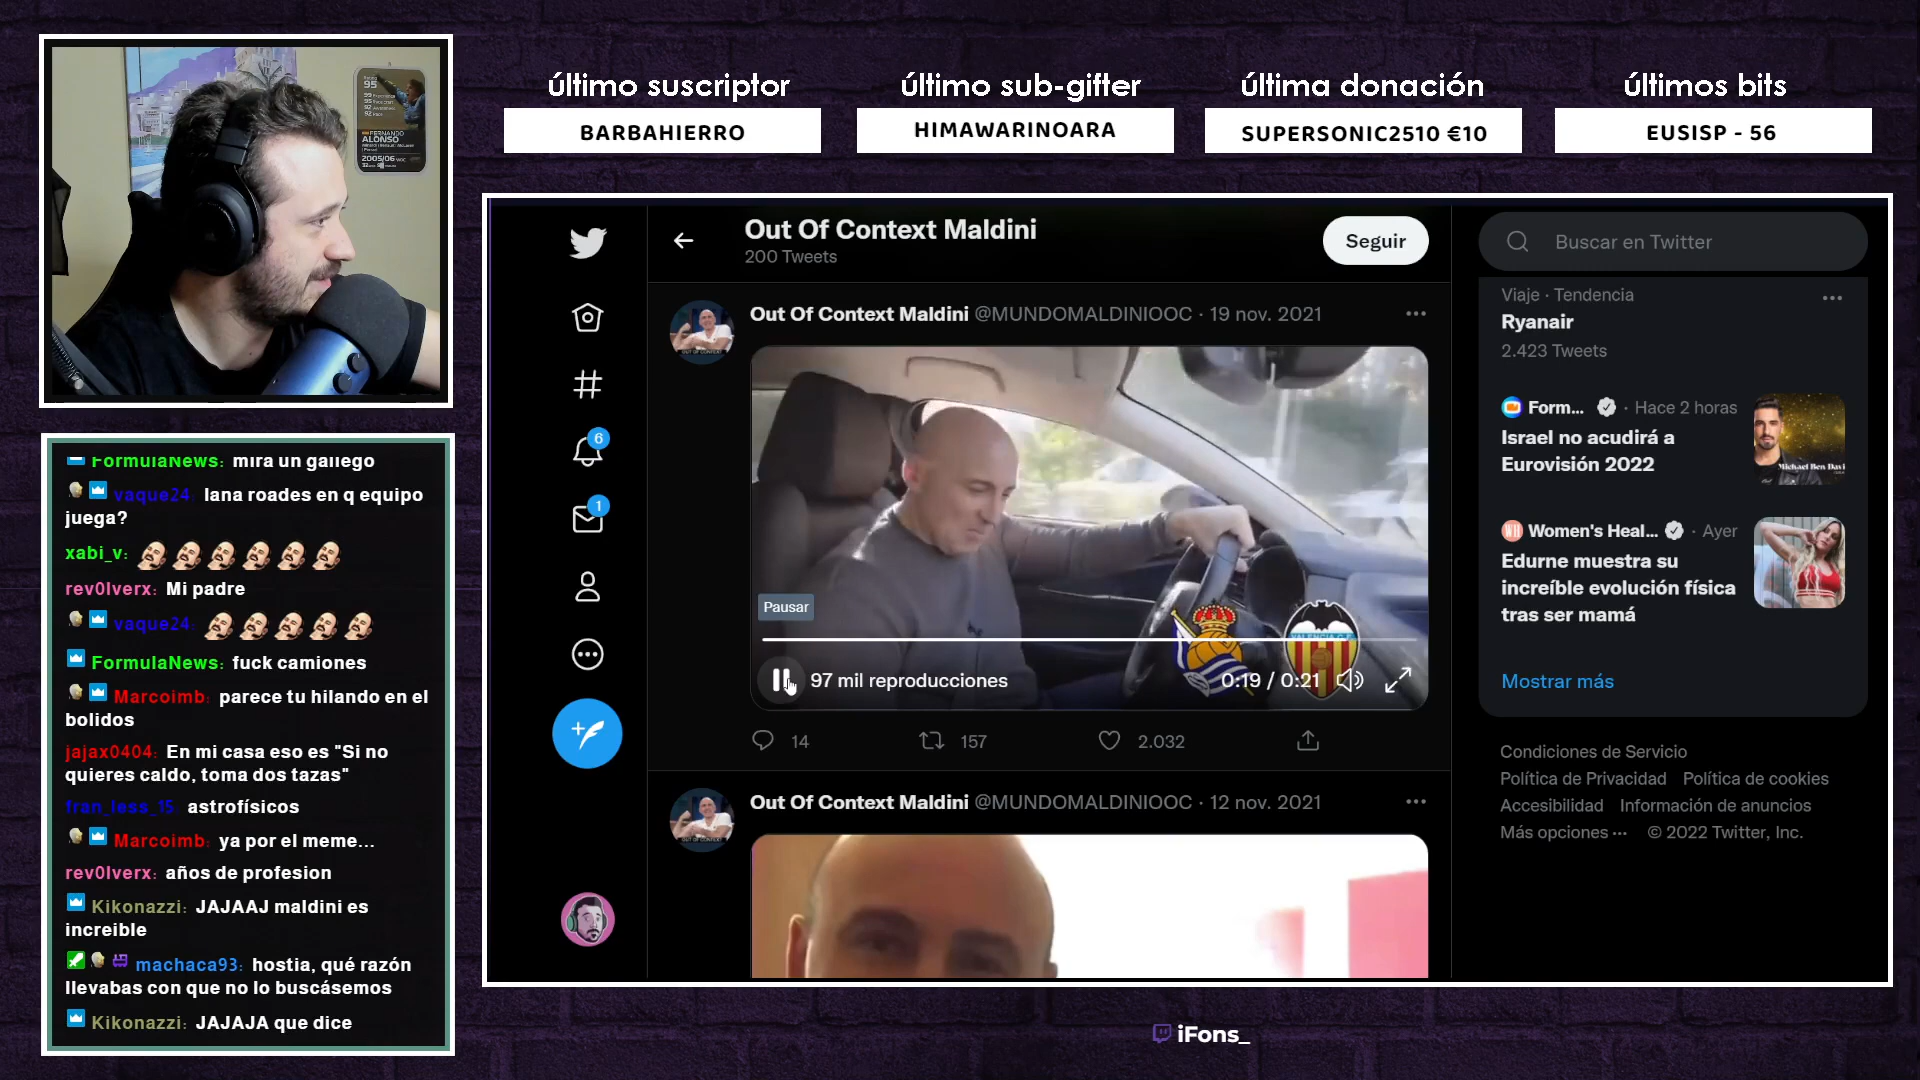 último suscriptor
BARBAHIERRO
último sub-gifter
HIMAWARINOARA
última donación
SUPERSONIC2510 €10
últimos bits
EUSISP - 56
95
FERNANDO
ALONSO
2005/06
FormulaNews: mira un gallego
vaque24: lana roades en q equipo
juega?
xabi_v:
rev0lverx: Mi padre
vaque24:
FormulaNews: fuck camiones
Marcoimb: parece tu hilando en el
bolidos
jajax0404: En mi casa eso es "Si no
quieres caldo, toma dos tazas"
fran_less_15: astrofísicos
Marcoimb: ya por el meme...
rev0lverx: años de profesion
Kikonazzi: JAJAAJ maldini es
increible
machaca93: hostia, qué razón
llevabas con que no lo buscásemos
Kikonazzi: JAJAJA que dice
6
1
Out Of Context Maldini
200 Tweets
Seguir
Out Of Context Maldini @MUNDOMALDINIOOC · 19 nov. 2021
VALENCIA C.F.
Pausar
97 mil reproducciones
0:19 / 0:21
14
157
2.032
Out Of Context Maldini @MUNDOMALDINIOOC · 12 nov. 2021
Buscar en Twitter
Viaje · Tendencia
Ryanair
2.423 Tweets
Form... · Hace 2 horas
Israel no acudirá a
Eurovisión 2022
Michael Ben Davi
Women's Heal... · Ayer
Edurne muestra su
increíble evolución física
tras ser mamá
Mostrar más
Condiciones de Servicio
Política de Privacidad Política de cookies
Accesibilidad Información de anuncios
Más opciones ··· © 2022 Twitter, Inc.
iFons_